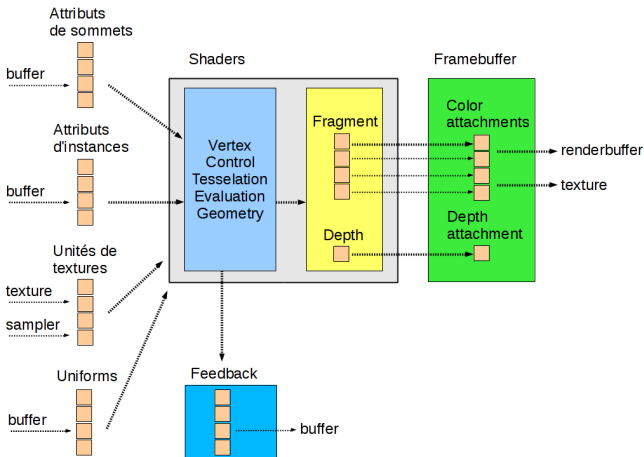 Attributs
de sommets
buffer
Attributs
d'instances
buffer
Unités de
textures
texture
sampler
Uniforms
buffer
Shaders
Vertex
Control
Tesselation
Evaluation
Geometry
Fragment
Depth
Feedback
buffer
Framebuffer
Color
attachments
Depth
attachment
renderbuffer
texture